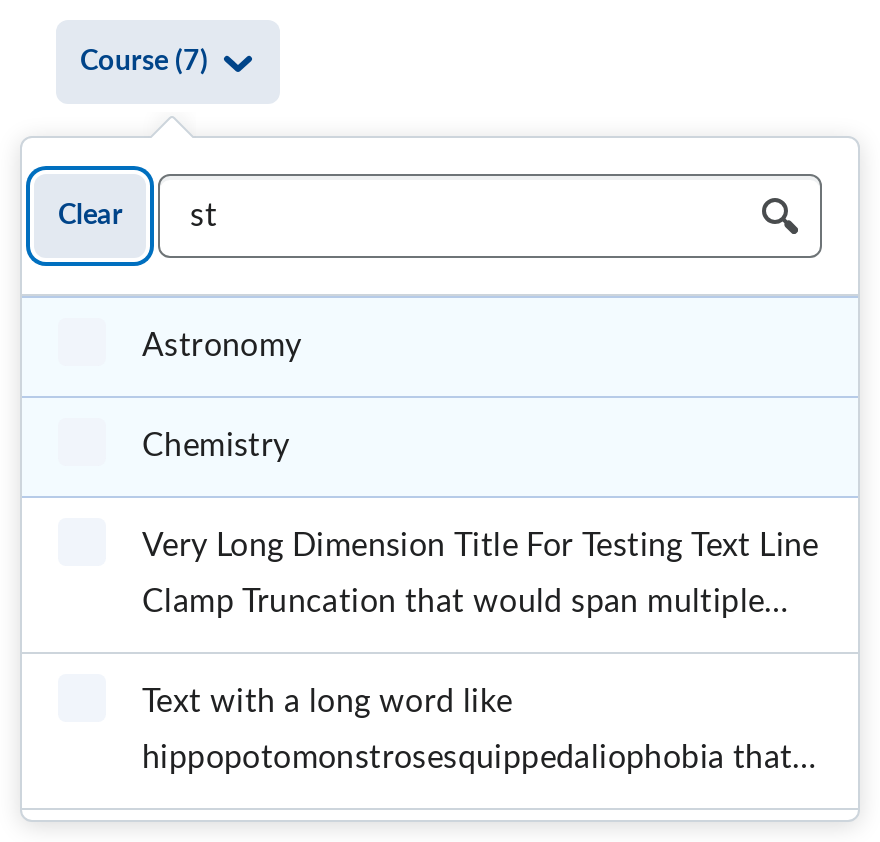 Course (7)
Clear
st
Astronomy
Chemistry
Very Long Dimension Title For Testing Text Line
Clamp Truncation that would span multiple...
Text with a long word like
hippopotomonstrosesquippedaliophobia that...